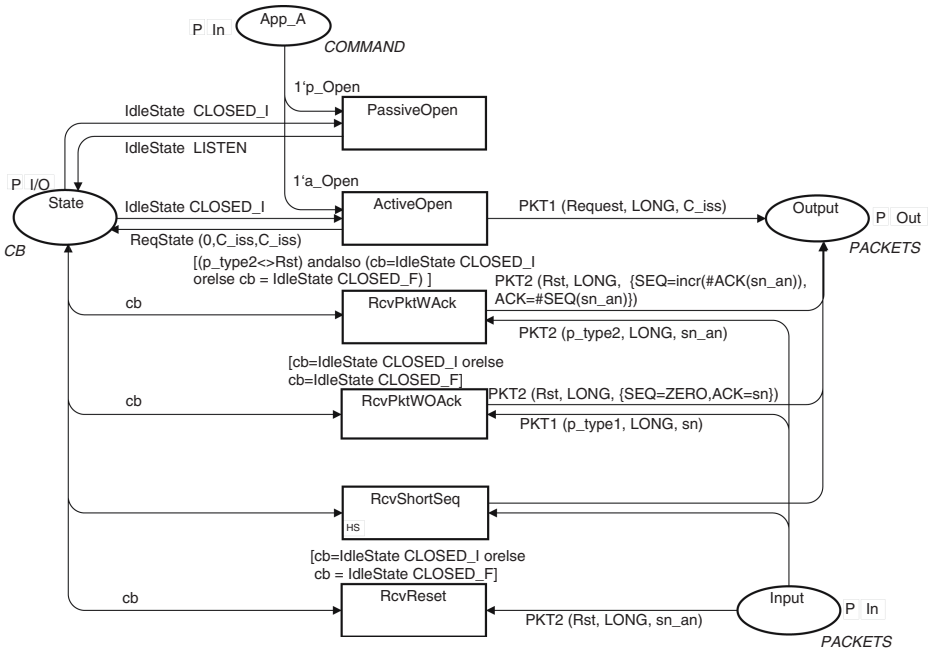 App_A
P In
COMMAND
1‘p_Open
IdleState CLOSED_I
PassiveOpen
IdleState LISTEN
P I/O
1‘a_Open
State
IdleState CLOSED_I
ActiveOpen
PKT1 (Request, LONG, C_iss)
Output
P Out
CB
ReqState (0,C_iss,C_iss)
PACKETS
[(p_type2<>Rst) andalso (cb=IdleState CLOSED_I
orelse cb = IdleState CLOSED_F) ]
PKT2 (Rst, LONG, {SEQ=incr(#ACK(sn_an)),
ACK=#SEQ(sn_an)})
cb
RcvPktWAck
PKT2 (p_type2, LONG, sn_an)
[cb=IdleState CLOSED_I orelse
cb=IdleState CLOSED_F]
PKT2 (Rst, LONG, {SEQ=ZERO,ACK=sn})
cb
RcvPktWOAck
PKT1 (p_type1, LONG, sn)
RcvShortSeq
HS
[cb=IdleState CLOSED_I orelse
cb = IdleState CLOSED_F]
cb
RcvReset
Input
P In
PKT2 (Rst, LONG, sn_an)
PACKETS